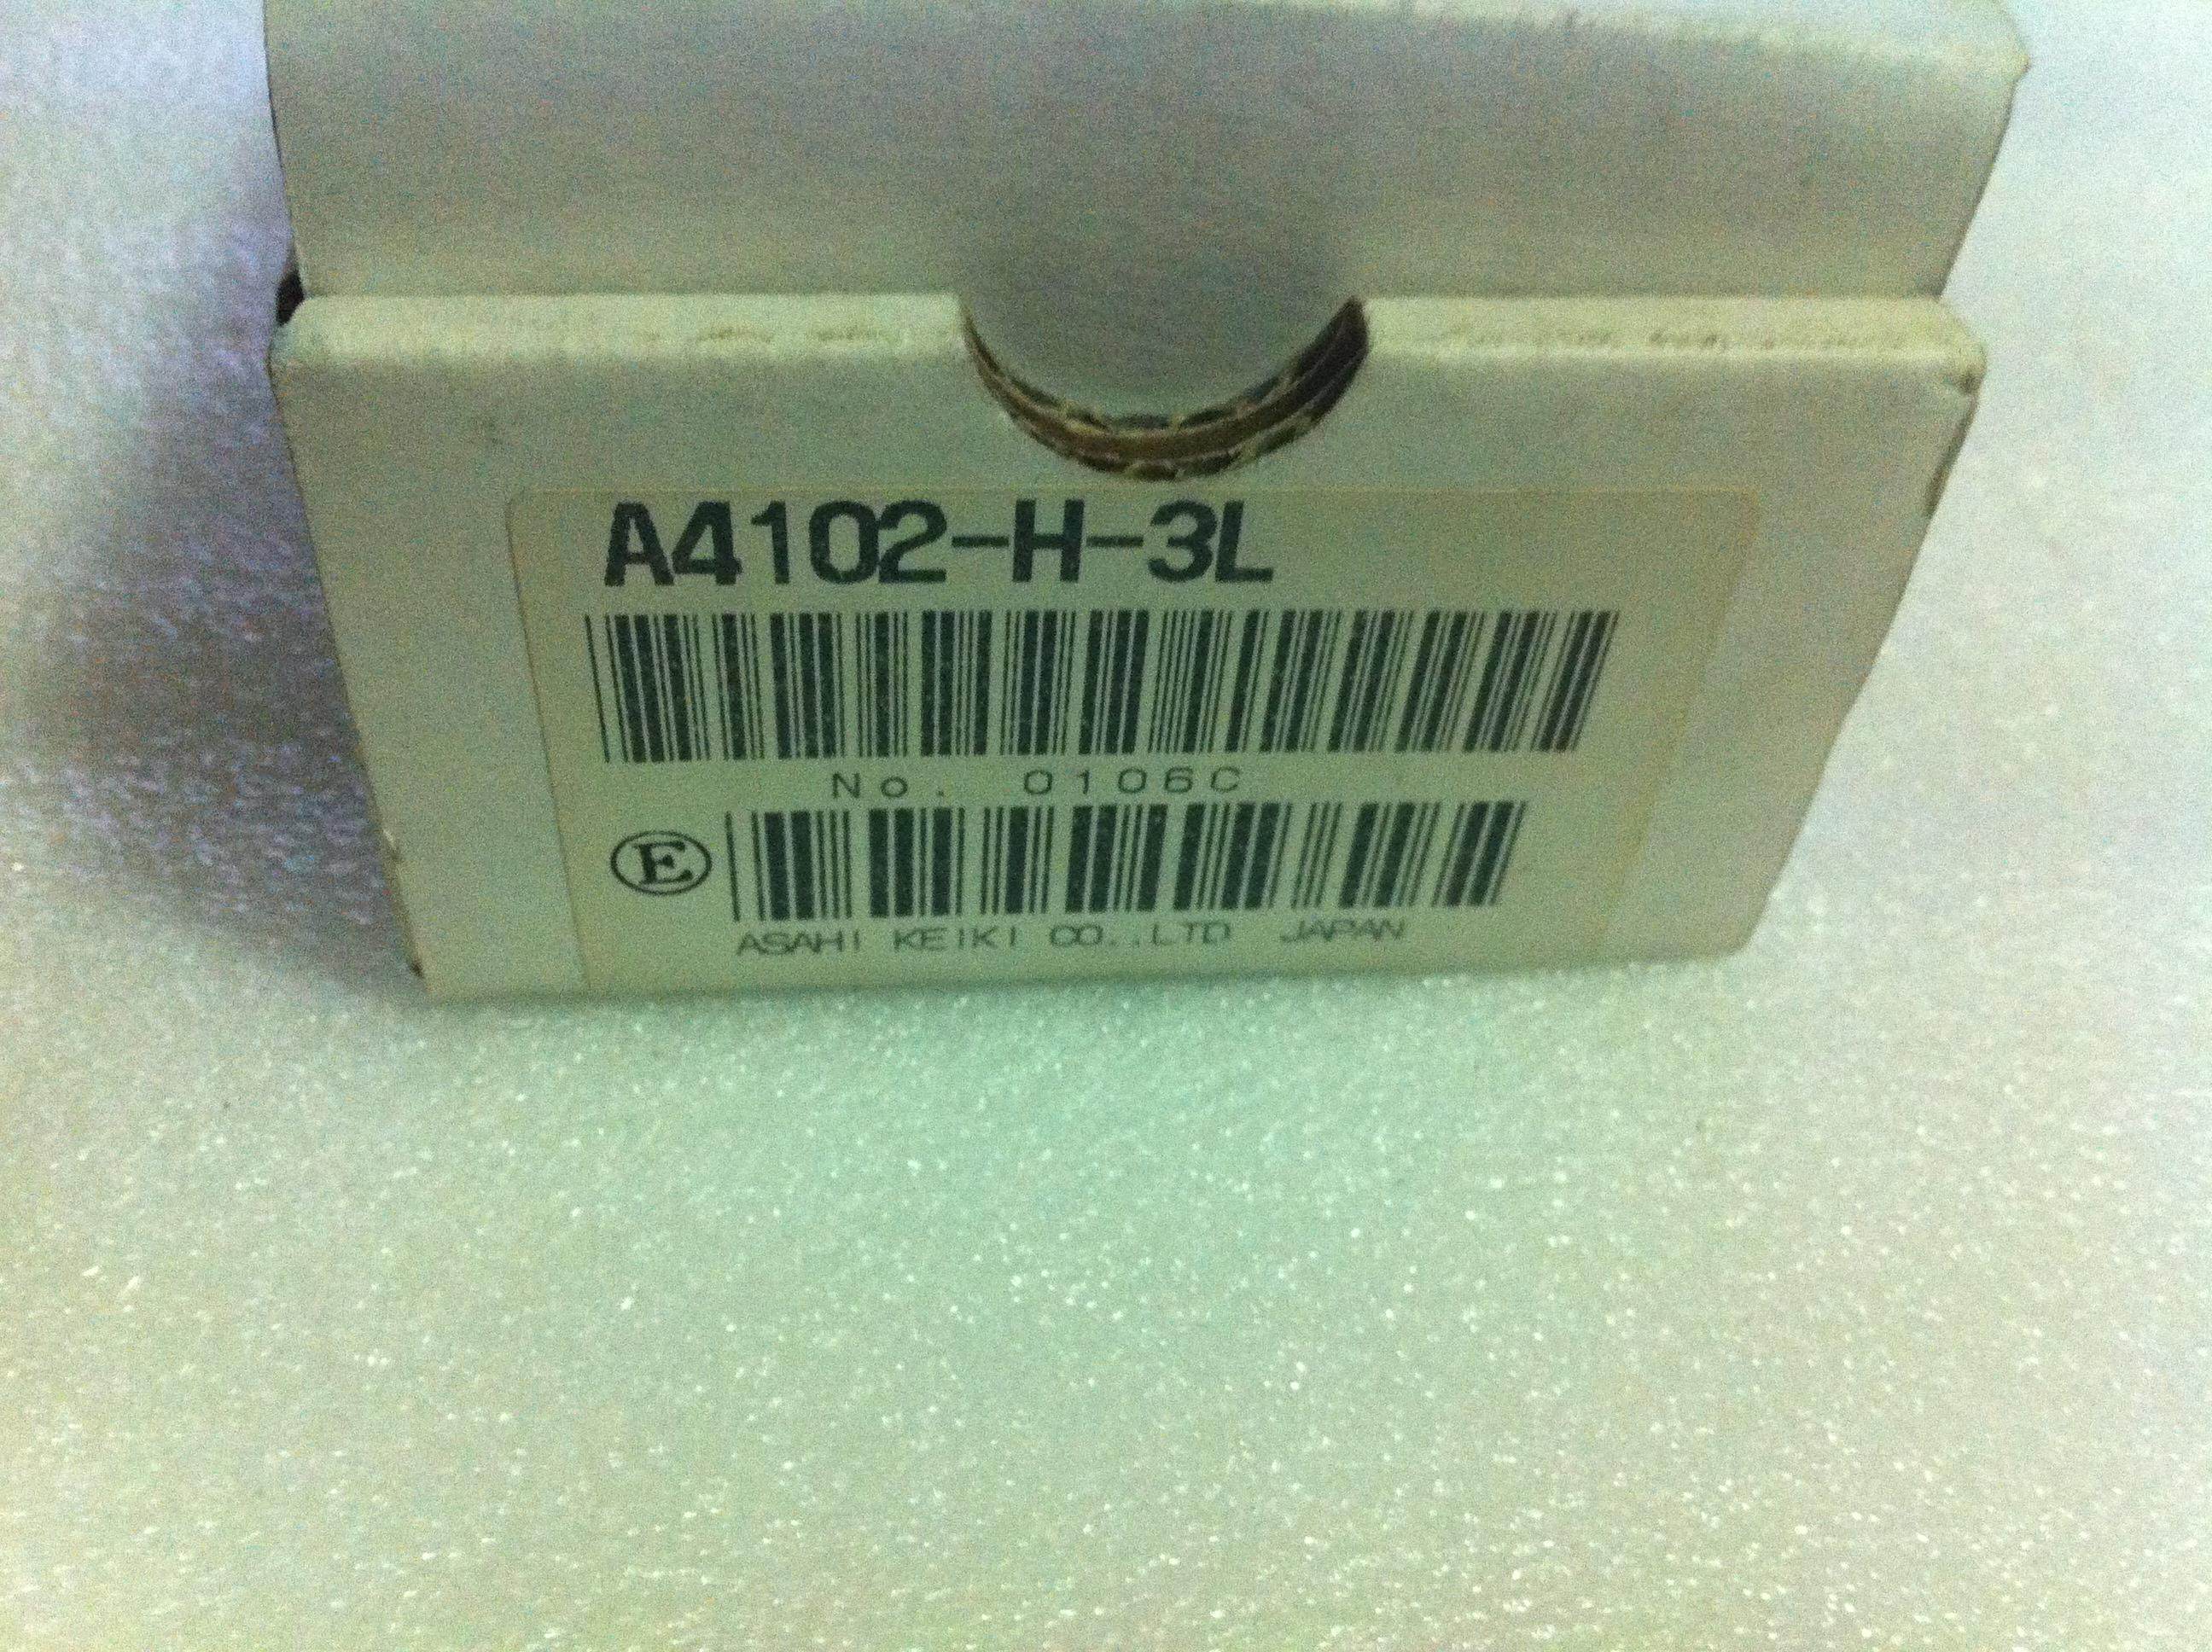 A4102-H-3L
No. 0106C
E
ASAHI KEIKI CO.,LTD JAPAN